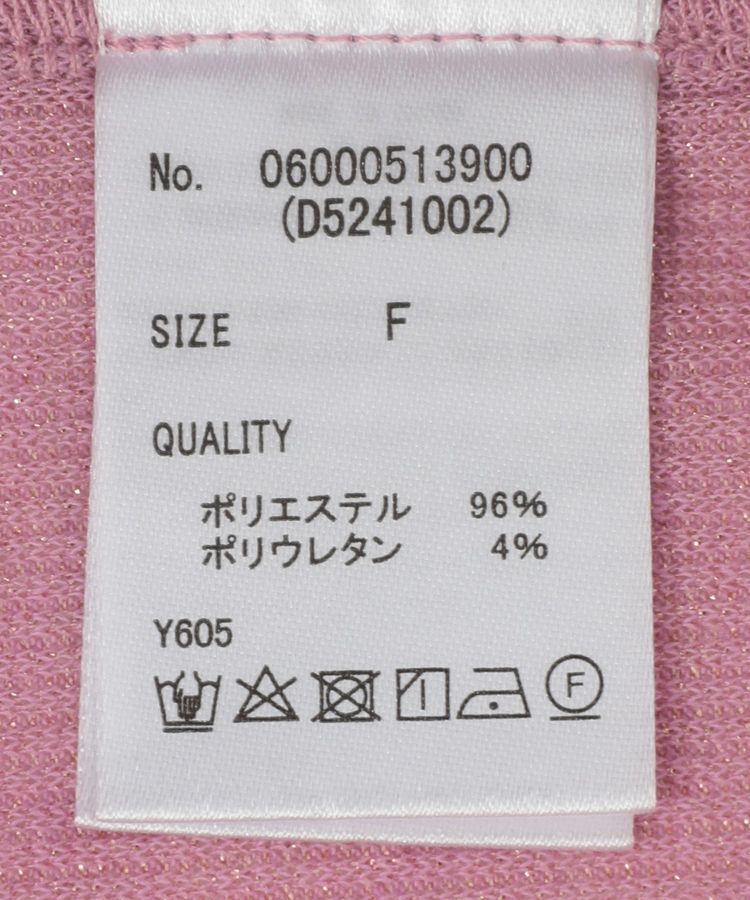 No. 06000513900
(D5241002)
SIZE F
QUALITY
ポリエステル 96%
ポリウレタン 4%
Y605
F